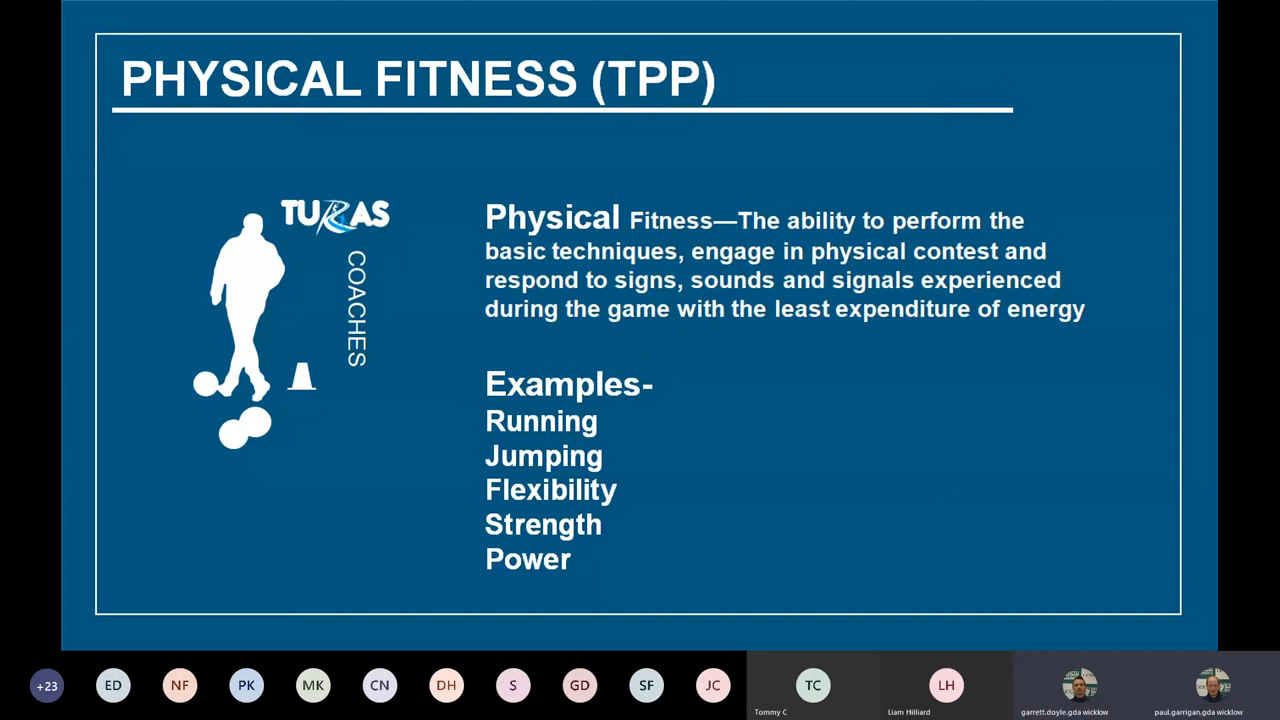 PHYSICAL FITNESS (TPP)
TURAS
COACHES
Physical Fitness—The ability to perform the
basic techniques, engage in physical contest and
respond to signs, sounds and signals experienced
during the game with the least expenditure of energy
Examples-
Running
Jumping
Flexibility
Strength
Power
+23
ED
NF
PK
MK
CN
DH
S
GD
SF
JC
TC
LH
Tommy C
Liam Hilliard
garrett.doyle.gda wicklow
paul.garrigan.gda wicklow